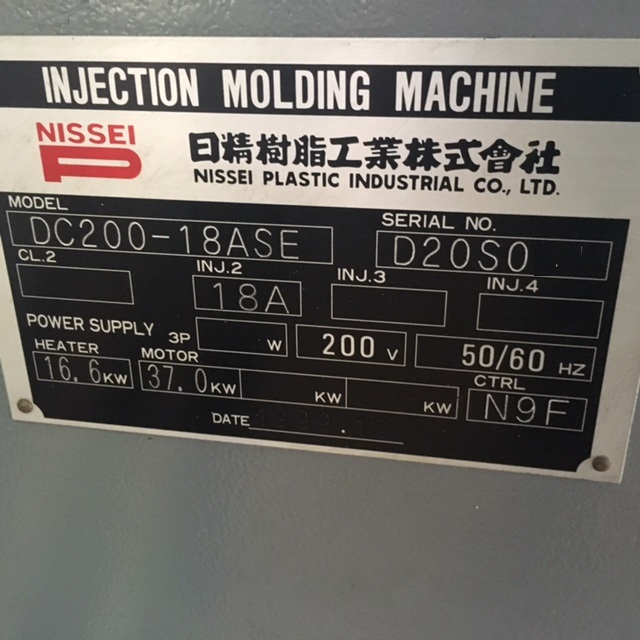 INJECTION MOLDING MACHINE
NISSEI
P
日精樹脂工業株式會社
NISSEI PLASTIC INDUSTRIAL CO., LTD.
MODEL
DC200-18ASE
SERIAL NO.
D20S0
CL.2
INJ.2
18A
INJ.3
INJ.4
POWER SUPPLY 3P W 200 V 50/60 HZ
HEATER
16.6KW
MOTOR
37.0KW KW KW
CTRL
N9F
DATE